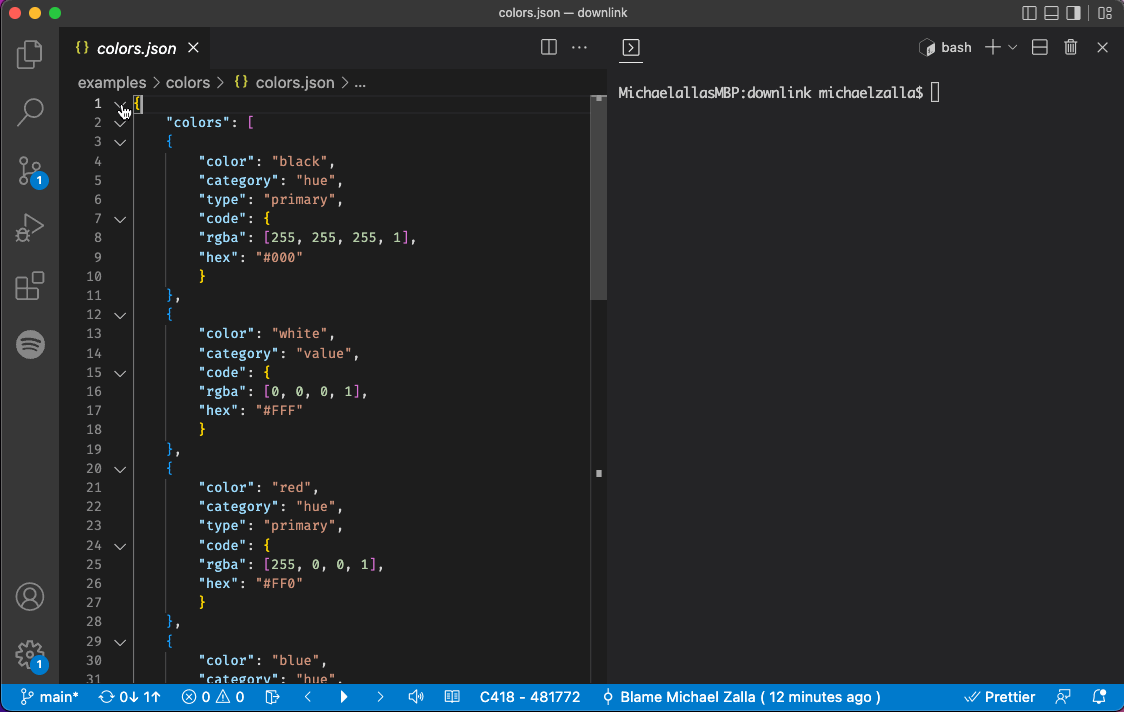 colors.json — downlink
{} colors.json
bash
examples > colors > {} colors.json > ...
MichaelallasMBP:downlink michaelzalla$
1 {
2 "colors": [
3 {
4 "color": "black",
5 "category": "hue",
6 "type": "primary",
7 "code": {
8 "rgba": [255, 255, 255, 1],
9 "hex": "#000"
10 }
11 },
12 {
13 "color": "white",
14 "category": "value",
15 "code": {
16 "rgba": [0, 0, 0, 1],
17 "hex": "#FFF"
18 }
19 },
20 {
21 "color": "red",
22 "category": "hue",
23 "type": "primary",
24 "code": {
25 "rgba": [255, 0, 0, 1],
26 "hex": "#FF0"
27 }
28 },
29 {
30 "color": "blue",
31 "category": "hue",
1
1
main* 0↓ 1↑ 0 0 C418 - 481772 Blame Michael Zalla ( 12 minutes ago ) Prettier